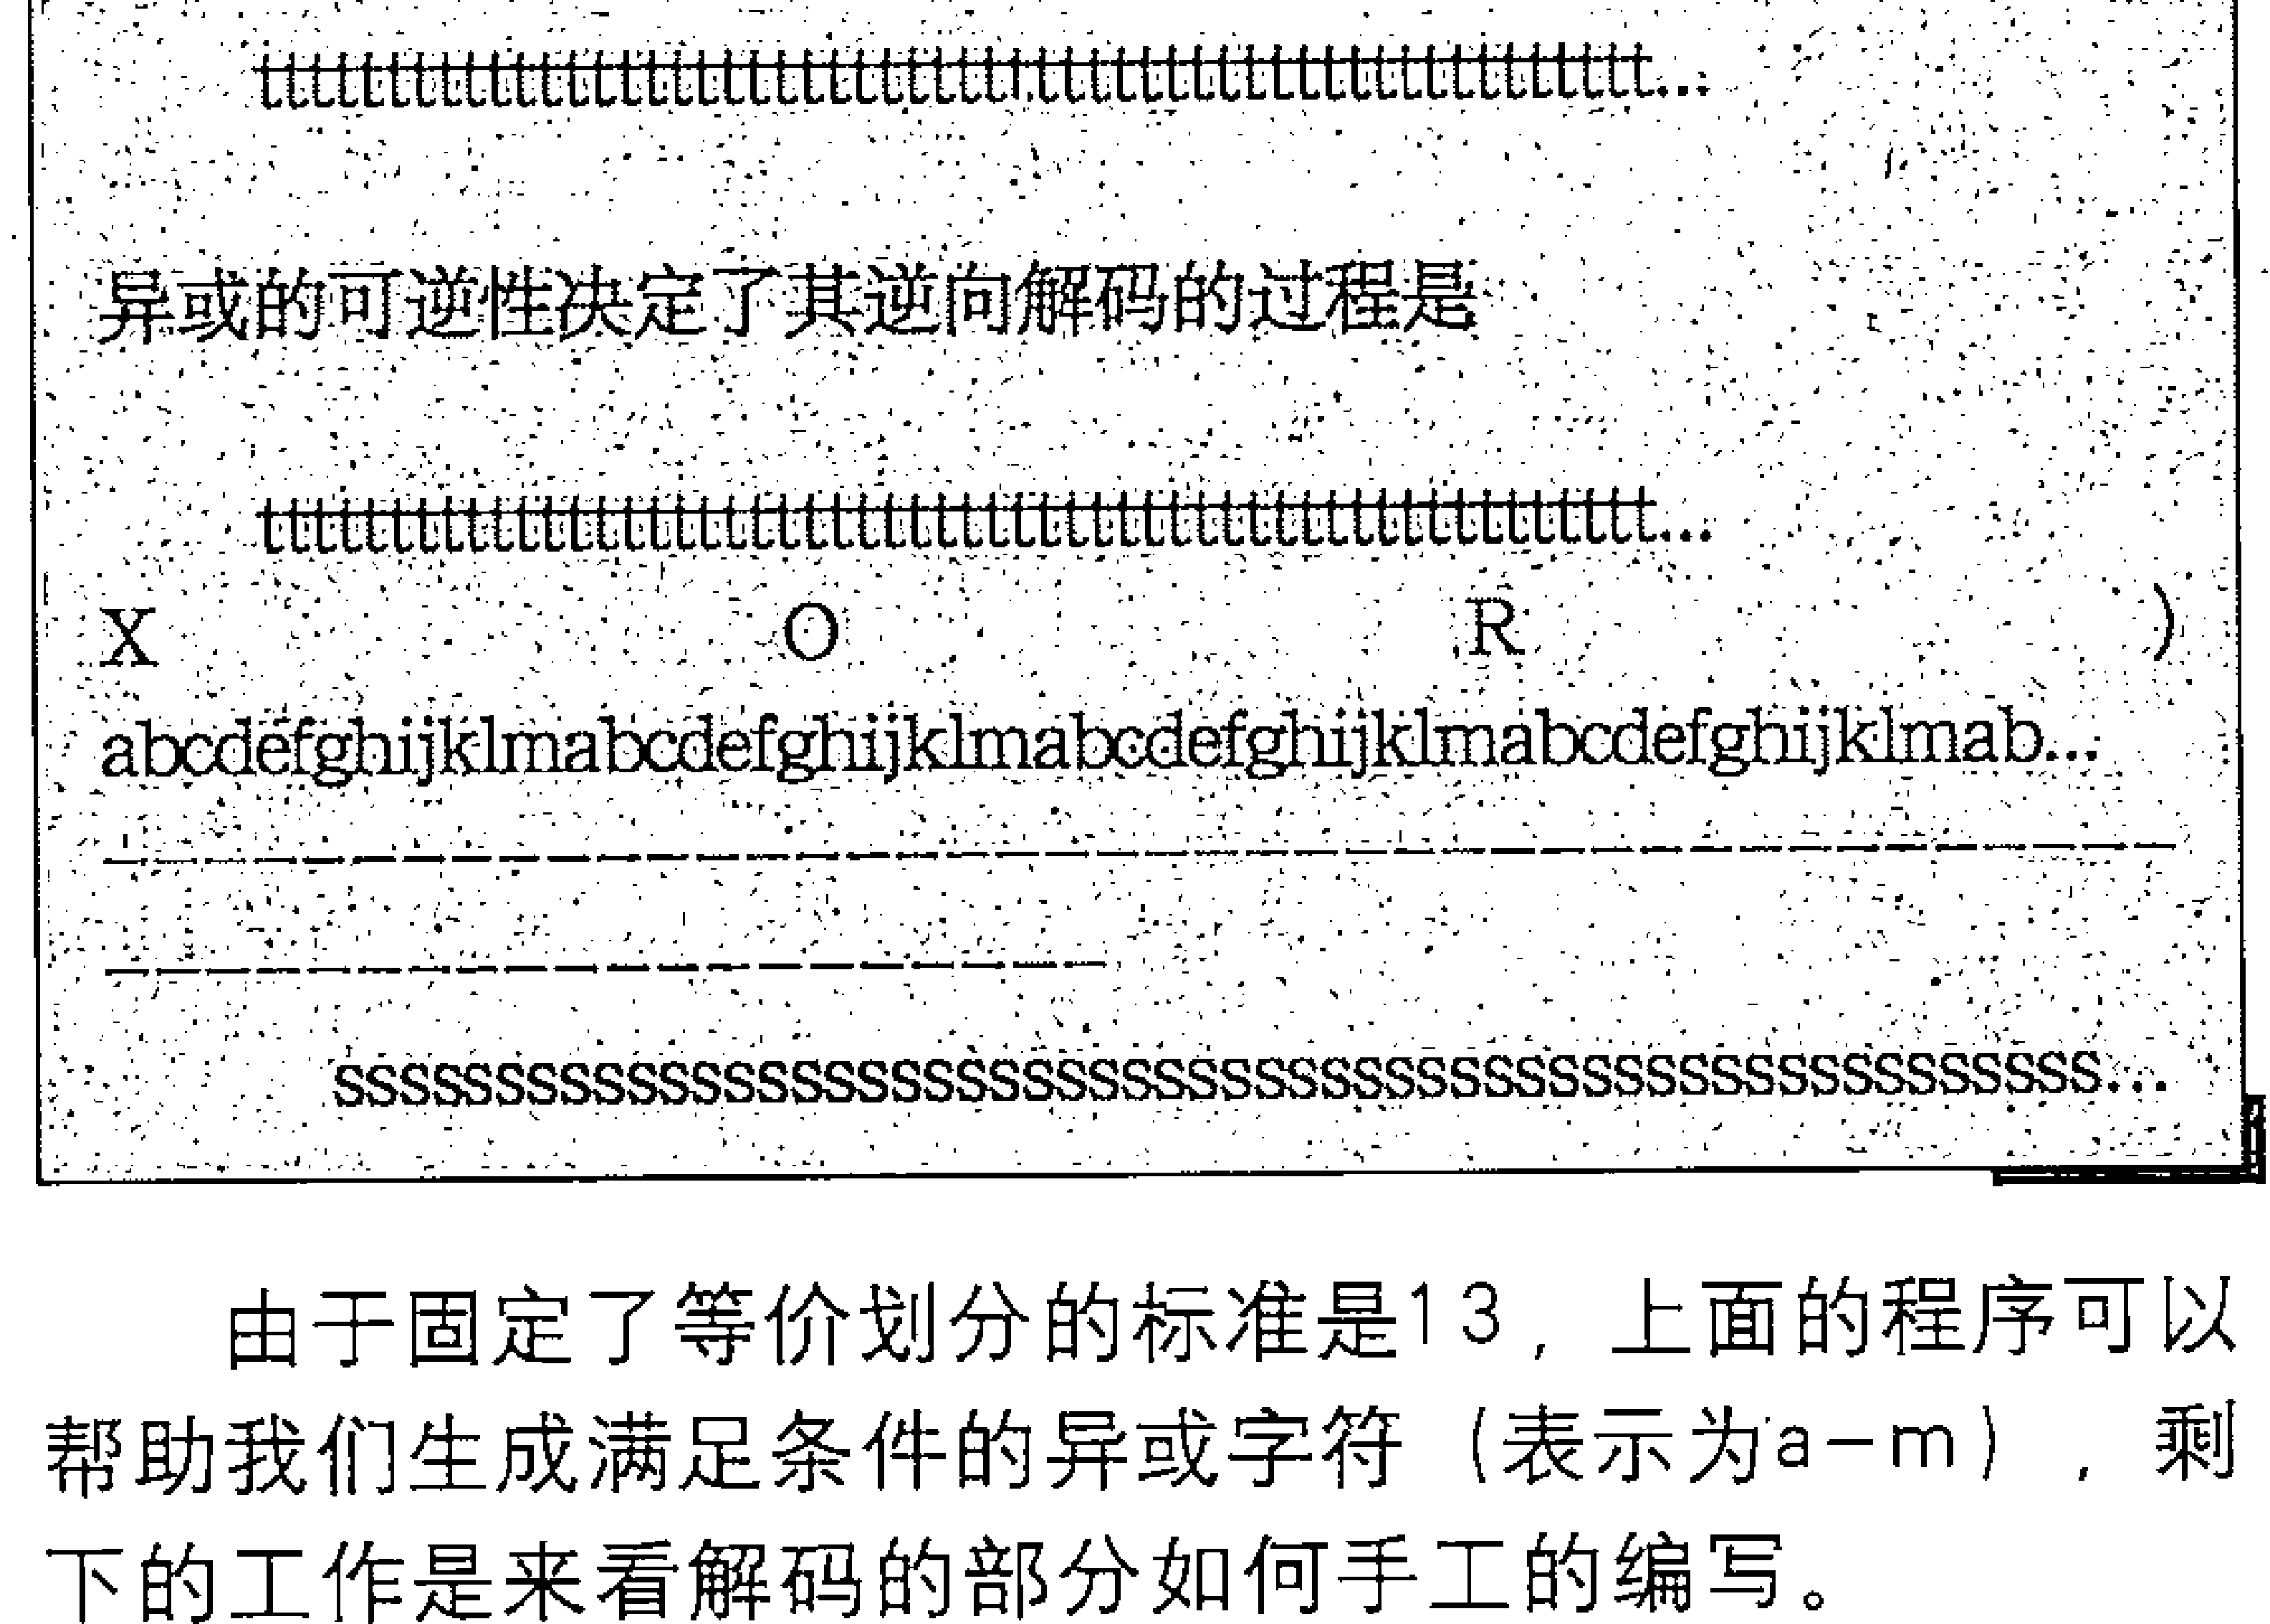 tttttttttttttttttttttttttttttttttttttttttttttttttttttt...
异或的可逆性决定了其逆向解码的过程是
tttttttttttttttttttttttttttttttttttttttttttttttttttttt...
X O R )
abcdefghijklmabcdefghijklmabcdefghijklmabcdefghijklmab...
------------------------------------------
--------------------
ssssssssssssssssssssssssssssssssssssssssssssssssssssss...
由于固定了等价划分的标准是13，上面的程序可以
帮助我们生成满足条件的异或字符（表示为a-m），剩
下的工作是来看解码的部分如何手工的编写。